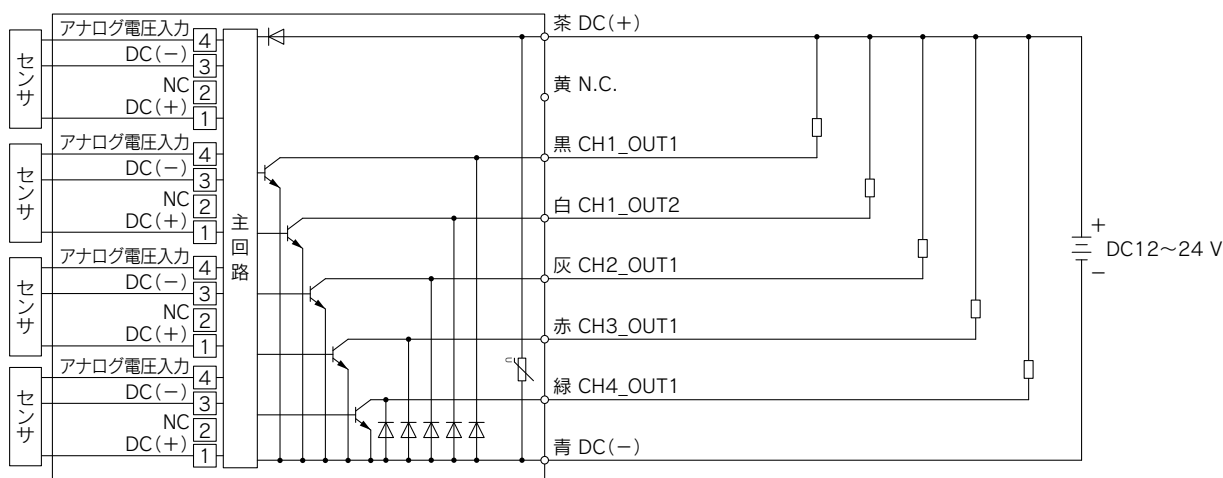 センサ
アナログ電圧入力 4
DC(−) 3
NC 2
DC(+) 1
センサ
アナログ電圧入力 4
DC(−) 3
NC 2
DC(+) 1
センサ
アナログ電圧入力 4
DC(−) 3
NC 2
DC(+) 1
センサ
アナログ電圧入力 4
DC(−) 3
NC 2
DC(+) 1
主回路
U
茶 DC(+)
黄 N.C.
黒 CH1_OUT1
白 CH1_OUT2
灰 CH2_OUT1
赤 CH3_OUT1
緑 CH4_OUT1
青 DC(−)
+
DC12～24 V
−